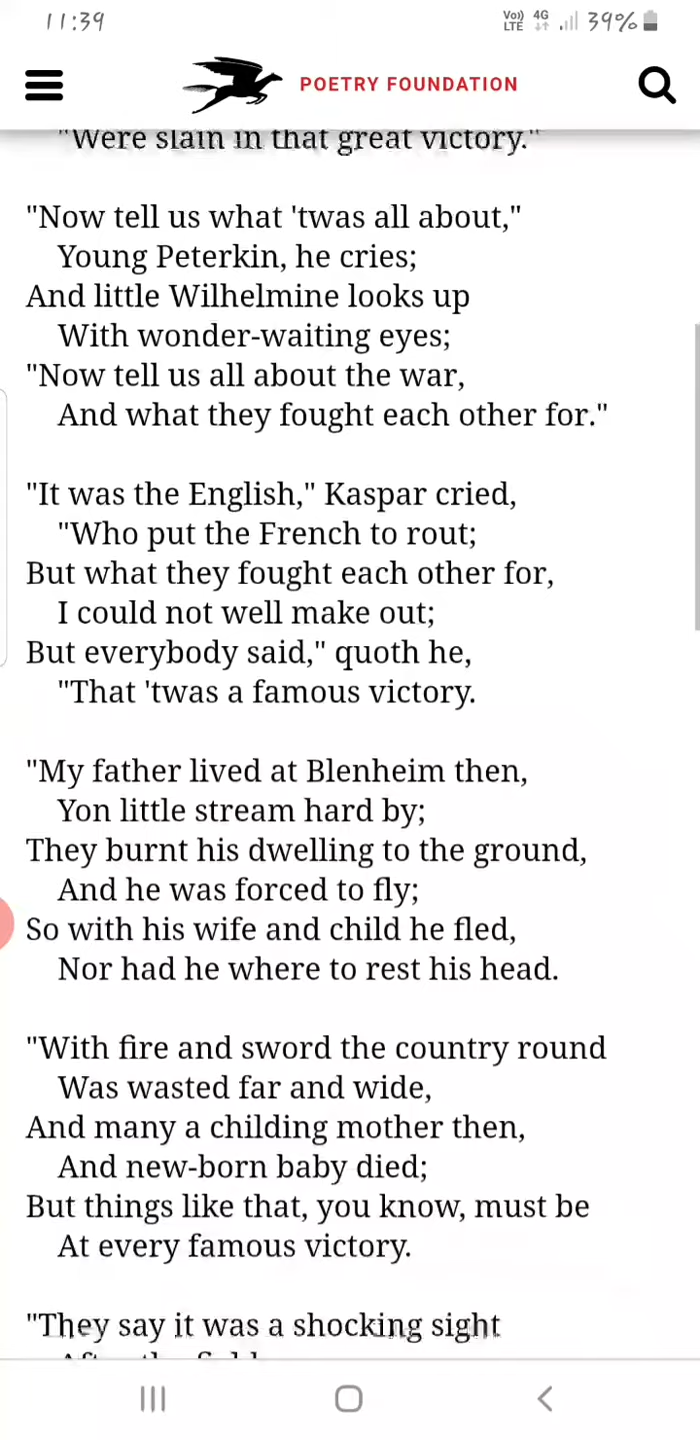 11:39
Vo)) LTE 4G 39%
POETRY FOUNDATION
"Were slain in that great victory."
"Now tell us what 'twas all about,"
Young Peterkin, he cries;
And little Wilhelmine looks up
With wonder-waiting eyes;
"Now tell us all about the war,
And what they fought each other for."
"It was the English," Kaspar cried,
"Who put the French to rout;
But what they fought each other for,
I could not well make out;
But everybody said," quoth he,
"That 'twas a famous victory.
"My father lived at Blenheim then,
Yon little stream hard by;
They burnt his dwelling to the ground,
And he was forced to fly;
So with his wife and child he fled,
Nor had he where to rest his head.
"With fire and sword the country round
Was wasted far and wide,
And many a childing mother then,
And new-born baby died;
But things like that, you know, must be
At every famous victory.
"They say it was a shocking sight